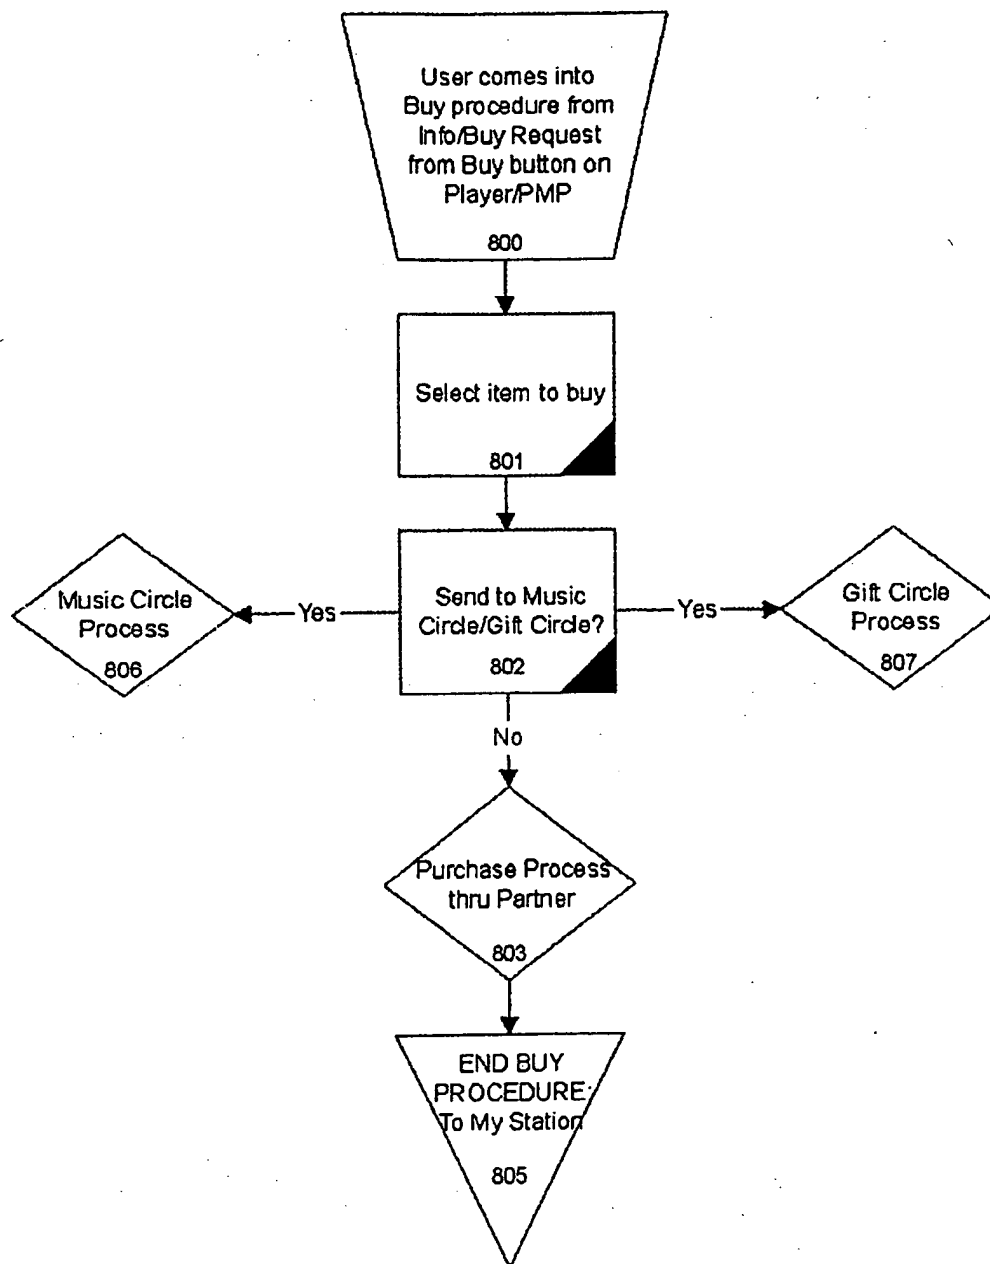 User comes into
Buy procedure from
Info/Buy Request
from Buy button on
Player/PMP
800
Select item to buy
801
Send to Music
Circle/Gift Circle?
802
Yes
Music Circle
Process
806
Yes
Gift Circle
Process
807
No
Purchase Process
thru Partner
803
END BUY
PROCEDURE:
To My Station
805